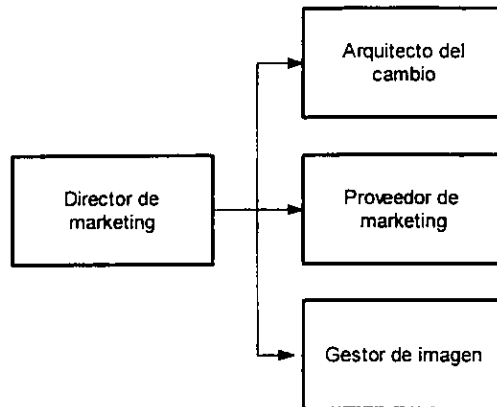 Arquitecto del
cambio
Director de
marketing
Proveedor de
marketing
Gestor de imagen